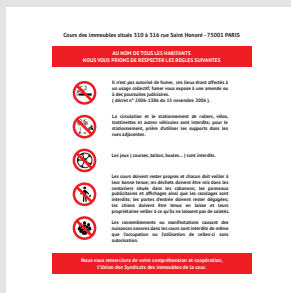 Cours des immeubles situés 310 à 316 rue Saint Honoré - 75001 PARIS
AU NOM DE TOUS LES HABITANTS
NOUS VOUS PRIONS DE RESPECTER LES REGLES SUIVANTES
Il n'est pas autorisé de fumer, ces lieux étant affectés à
un usage collectif, fumer vous expose à une amende ou
à des poursuites judiciaires.
( décret n° 2006-1386 du 15 novembre 2006 ).
La circulation et le stationnement de rollers, vélos,
trottinettes et autres véhicules sont interdits; pour le
stationnement, prière d'utiliser les supports dans les
rues adjacentes.
Les jeux ( courses, ballon, boules... ) sont interdits.
Les cours doivent rester propres et chacun doit veiller à
leur bonne tenue; les déchets doivent être mis dans les
containers situés dans les cabanons; les panneaux
publicitaires et affichages ainsi que les racolages sont
interdits; les portes d'entrée doivent rester dégagées;
les chiens doivent être tenus en laisse et leurs
propriétaires veiller à ce qu'ils ne laissent pas de saletés.
Les rassemblements ou manifestations causant des
nuisances sonores dans les cours sont interdits de même
que l'occupation ou l'utilisation de celles-ci sans
autorisation.
Nous vous remercions de votre compréhension et coopération,
l'Union des Syndicats des immeubles de la cour.